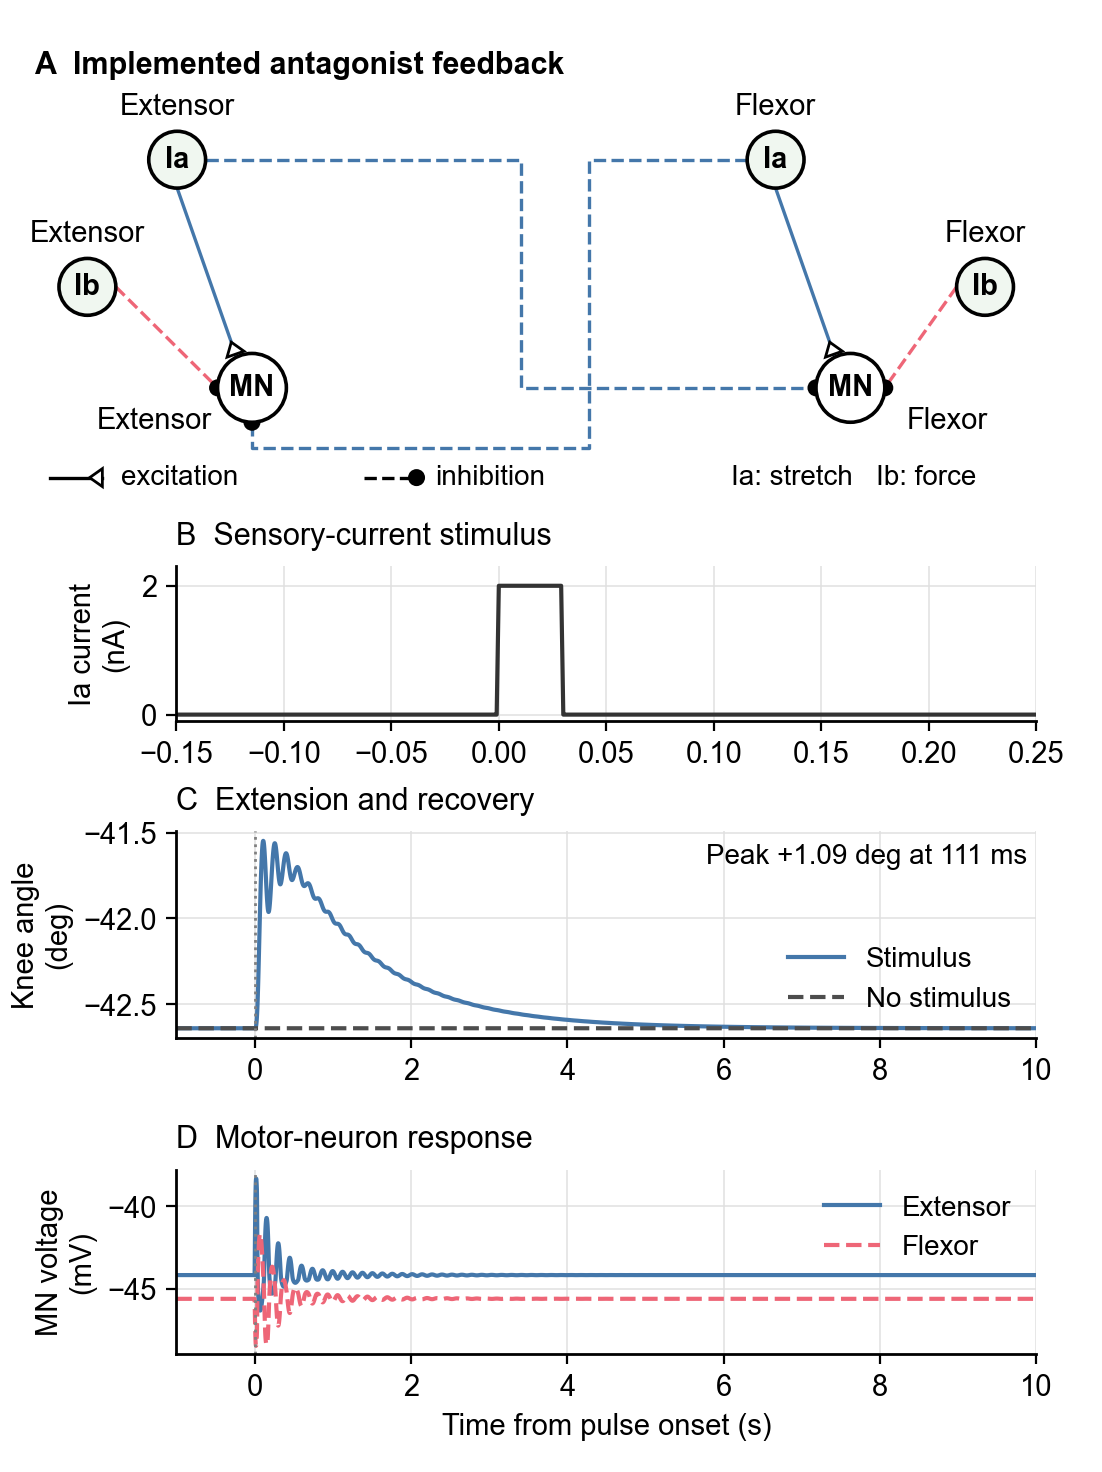 A Implemented antagonist feedback
Extensor
Flexor
Ia
Ia
Extensor
Flexor
Ib
Ib
MN
MN
Extensor
Flexor
excitation
inhibition
Ia: stretch Ib: force
B Sensory-current stimulus
Ia current
(nA)
2
0
−0.15 −0.10 −0.05 0.00 0.05 0.10 0.15 0.20 0.25
C Extension and recovery
Knee angle
(deg)
−41.5
−42.0
−42.5
Peak +1.09 deg at 111 ms
Stimulus
No stimulus
0 2 4 6 8 10
D Motor-neuron response
MN voltage
(mV)
−40
−45
Extensor
Flexor
0 2 4 6 8 10
Time from pulse onset (s)